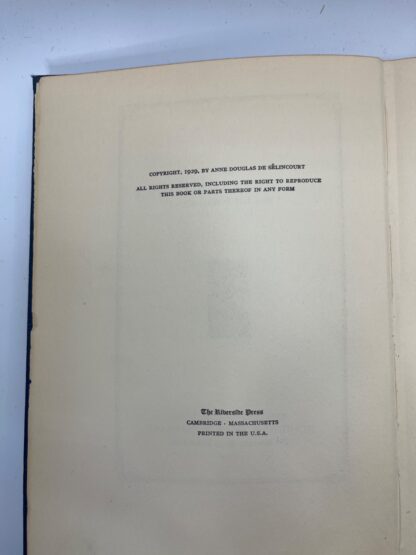 COPYRIGHT, 1929, BY ANNE DOUGLAS DE SÉLINCOURT
ALL RIGHTS RESERVED, INCLUDING THE RIGHT TO REPRODUCE
THIS BOOK OR PARTS THEREOF IN ANY FORM
The Riverside Press
CAMBRIDGE · MASSACHUSETTS
PRINTED IN THE U.S.A.